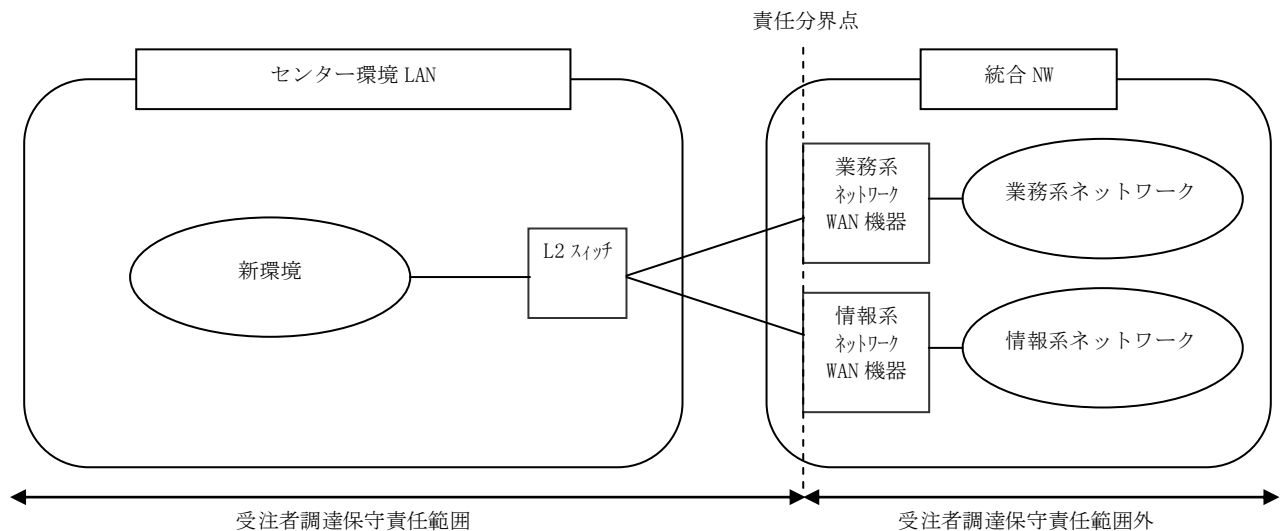 責任分界点
センター環境 LAN
統合 NW
新環境
L2 スイッチ
業務系
ネットワーク
WAN 機器
業務系ネットワーク
情報系
ネットワーク
WAN 機器
情報系ネットワーク
受注者調達保守責任範囲
受注者調達保守責任範囲外